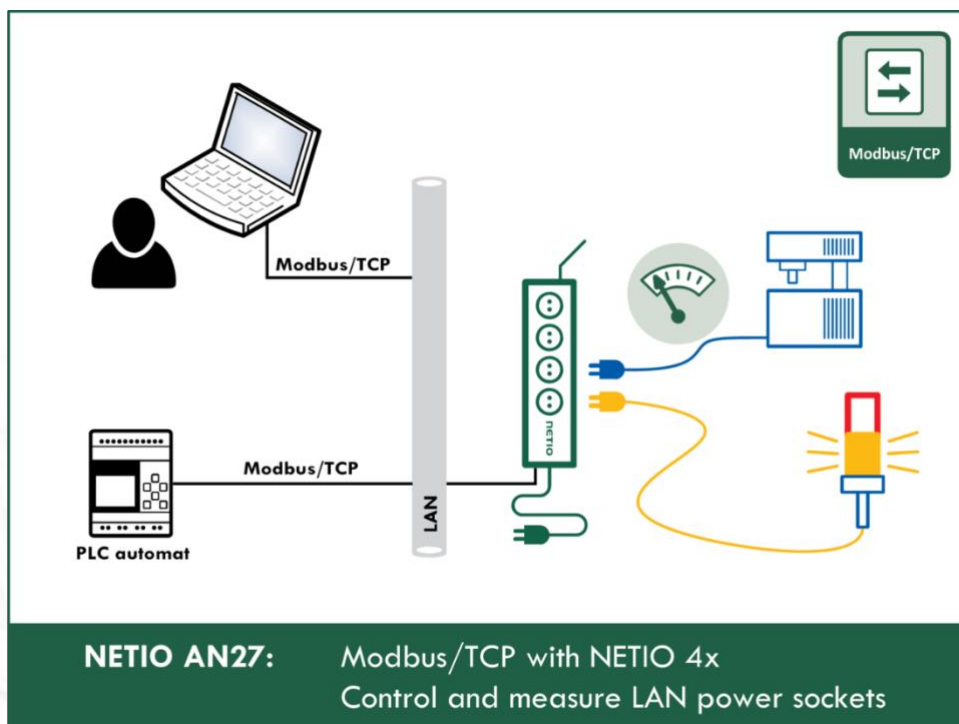 Modbus/TCP
Modbus/TCP
NETIO
Modbus/TCP
LAN
PLC automat
NETIO AN27: Modbus/TCP with NETIO 4x
Control and measure LAN power sockets